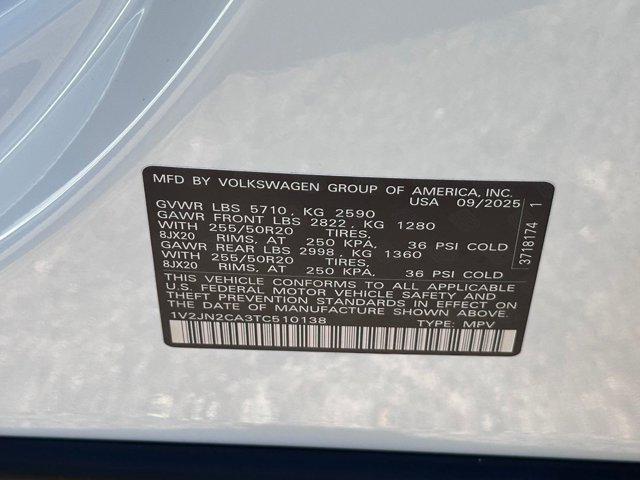 MFD BY VOLKSWAGEN GROUP OF AMERICA, INC.
USA 09/2025
GVWR LBS 5710, KG 2590
GAWR FRONT LBS 2822, KG 1280
WITH 255/50R20 TIRES,
8JX20 RIMS, AT 250 KPA, 36 PSI COLD
GAWR REAR LBS 2998, KG 1360
WITH 255/50R20 TIRES,
8JX20 RIMS, AT 250 KPA, 36 PSI COLD
THIS VEHICLE CONFORMS TO ALL APPLICABLE
U.S. FEDERAL MOTOR VEHICLE SAFETY AND
THEFT PREVENTION STANDARDS IN EFFECT ON
THE DATE OF MANUFACTURE SHOWN ABOVE.
1V2JN2CA3TC510138 TYPE: MPV
3718174 1